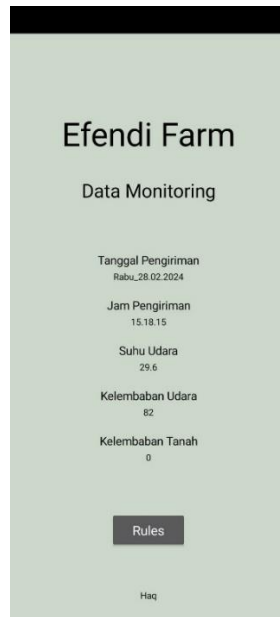 Efendi Farm
Data Monitoring
Tanggal Pengiriman
Rabu_28.02.2024
Jam Pengiriman
15.18.15
Suhu Udara
29.6
Kelembaban Udara
82
Kelembaban Tanah
0
Rules
Haq